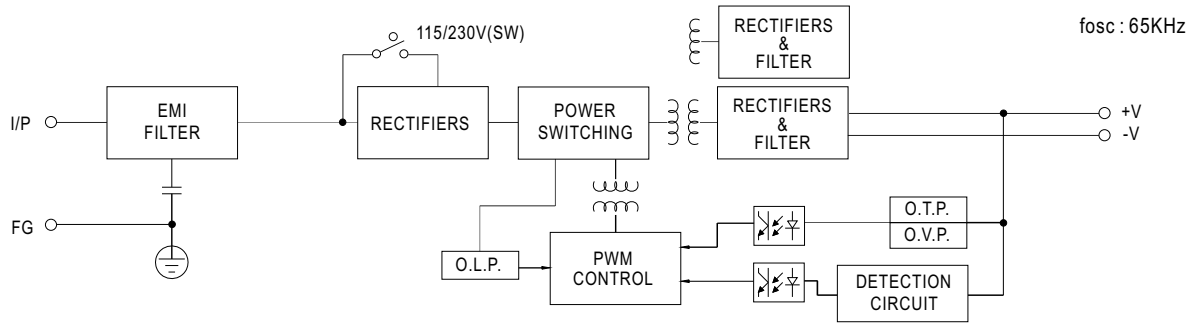 115/230V(SW)
RECTIFIERS
&
FILTER
fosc : 65KHz
I/P
EMI
FILTER
RECTIFIERS
POWER
SWITCHING
RECTIFIERS
&
FILTER
+V
-V
FG
O.L.P.
PWM
CONTROL
O.T.P.
O.V.P.
DETECTION
CIRCUIT